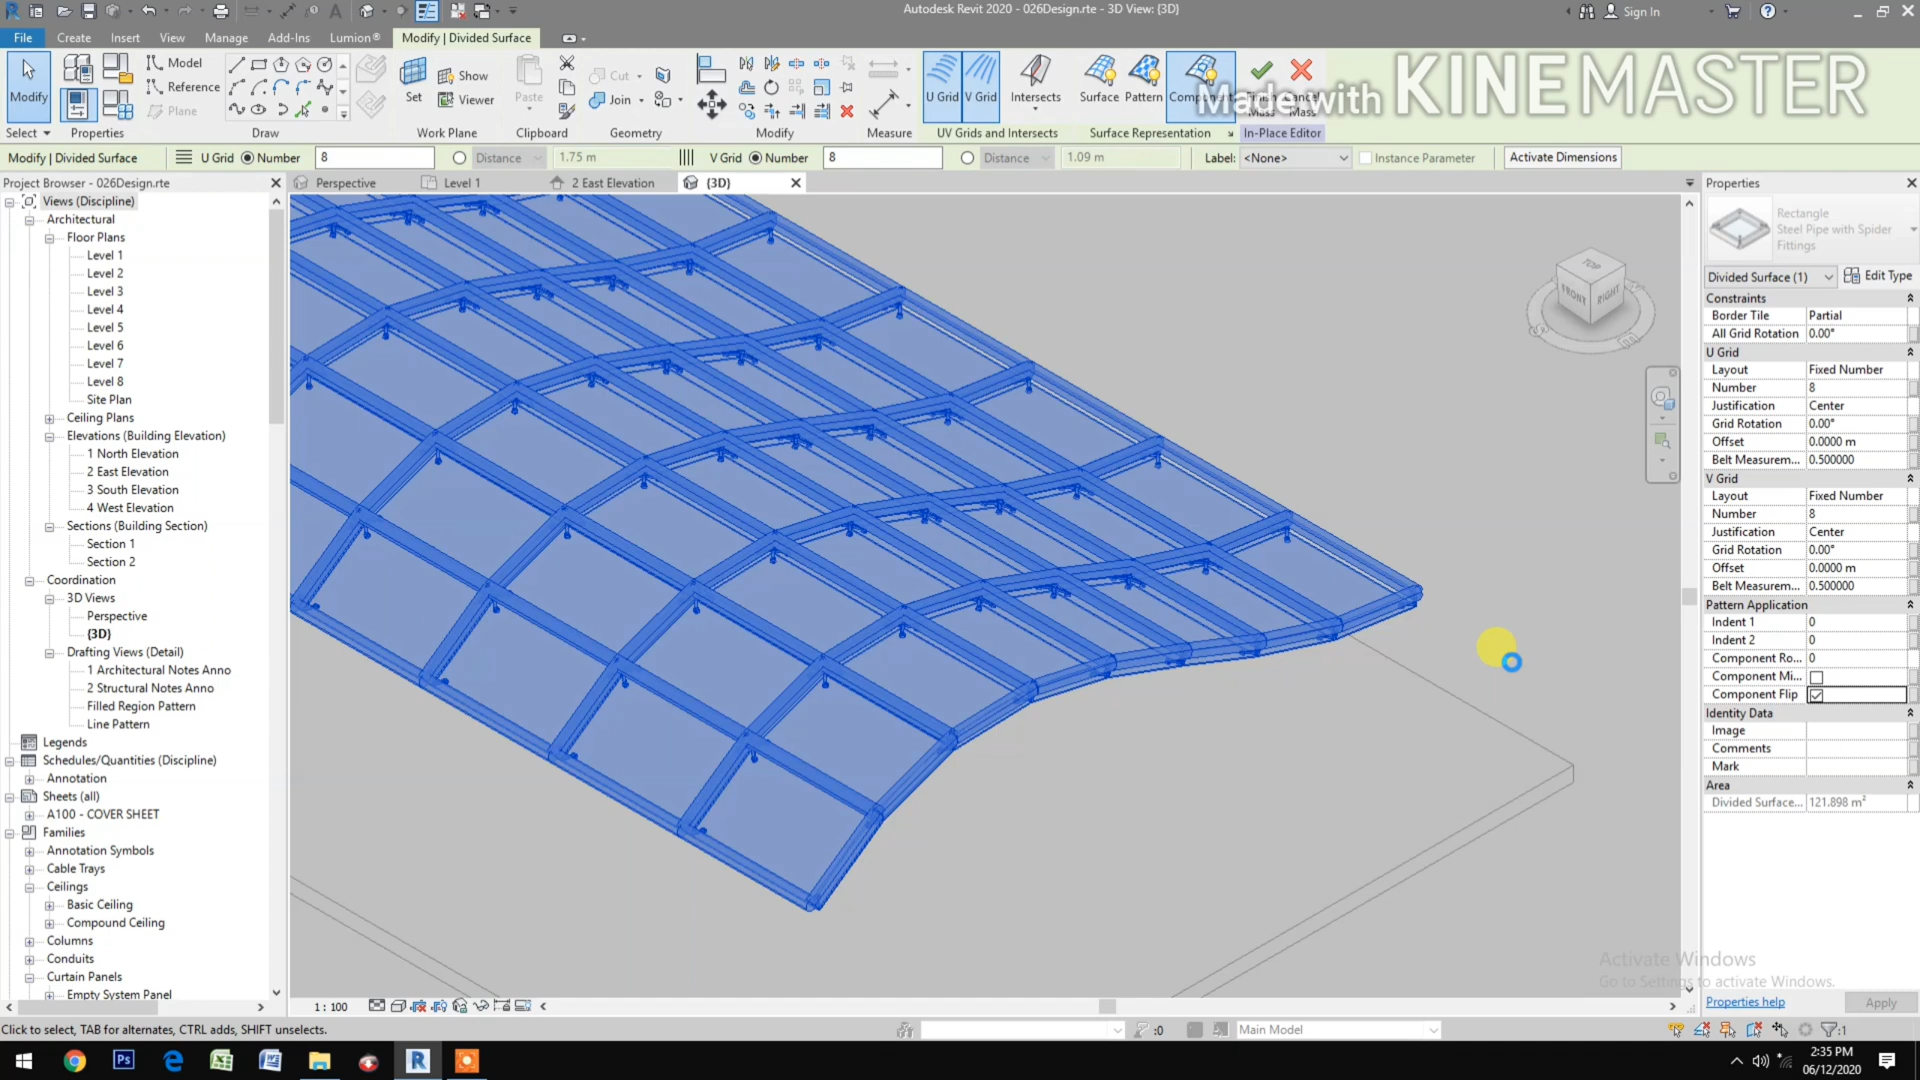 Autodesk Revit 2020 - 026Design.rte - 3D View: {3D}
Sign In
File Create Insert View Manage Add-Ins Lumion® Modify | Divided Surface
Modify
Model
Reference
Plane
Set
Show
Viewer
Paste
Cut
Join
U Grid V Grid Intersects Surface Pattern Component Finish Mass Cancel Mass
Made with KINEMASTER
Select Properties Draw Work Plane Clipboard Geometry Modify Measure UV Grids and Intersects Surface Representation In-Place Editor
Modify | Divided Surface U Grid Number 8 Distance 1.75 m V Grid Number 8 Distance 1.09 m Label: <None> Instance Parameter Activate Dimensions
Project Browser - 026Design.rte
Perspective Level 1 2 East Elevation {3D}
Views (Discipline)
Architectural
Floor Plans
Level 1
Level 2
Level 3
Level 4
Level 5
Level 6
Level 7
Level 8
Site Plan
Ceiling Plans
Elevations (Building Elevation)
1 North Elevation
2 East Elevation
3 South Elevation
4 West Elevation
Sections (Building Section)
Section 1
Section 2
Coordination
3D Views
Perspective
{3D}
Drafting Views (Detail)
1 Architectural Notes Anno
2 Structural Notes Anno
Filled Region Pattern
Line Pattern
Legends
Schedules/Quantities (Discipline)
Annotation
Sheets (all)
A100 - COVER SHEET
Families
Annotation Symbols
Cable Trays
Ceilings
Basic Ceiling
Compound Ceiling
Columns
Conduits
Curtain Panels
Empty System Panel
TOP
FRONT RIGHT
Properties
Rectangle
Steel Pipe with Spider
Fittings
Divided Surface (1) Edit Type
Constraints
Border Tile Partial
All Grid Rotation 0.00°
U Grid
Layout Fixed Number
Number 8
Justification Center
Grid Rotation 0.00°
Offset 0.0000 m
Belt Measurem... 0.500000
V Grid
Layout Fixed Number
Number 8
Justification Center
Grid Rotation 0.00°
Offset 0.0000 m
Belt Measurem... 0.500000
Pattern Application
Indent 1 0
Indent 2 0
Component Ro... 0
Component Mi...
Component Flip
Identity Data
Image
Comments
Mark
Area
Divided Surface... 121.898 m²
Activate Windows
Go to Settings to activate Windows.
Properties help Apply
1 : 100
Click to select, TAB for alternates, CTRL adds, SHIFT unselects.
:0 Main Model :1
2:35 PM
06/12/2020